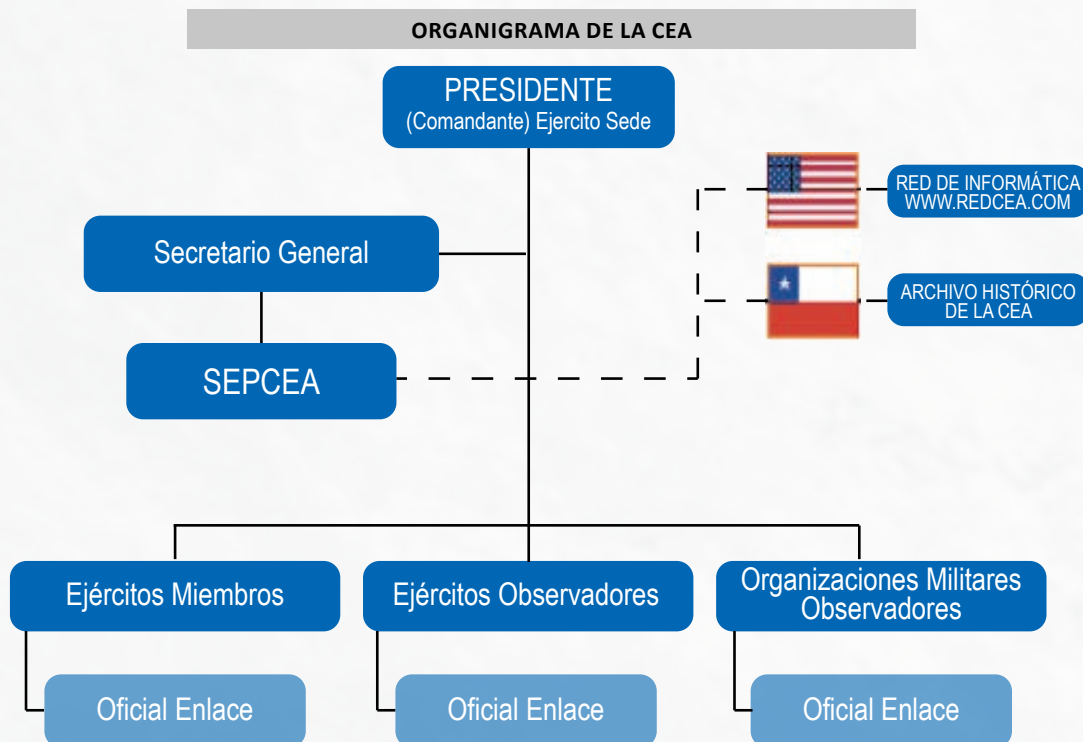 ORGANIGRAMA DE LA CEA
PRESIDENTE
(Comandante) Ejercito Sede
RED DE INFORMÁTICA
WWW.REDCEA.COM
Secretario General
ARCHIVO HISTÓRICO
DE LA CEA
SEPCEA
Ejércitos Miembros
Ejércitos Observadores
Organizaciones Militares
Observadores
Oficial Enlace
Oficial Enlace
Oficial Enlace